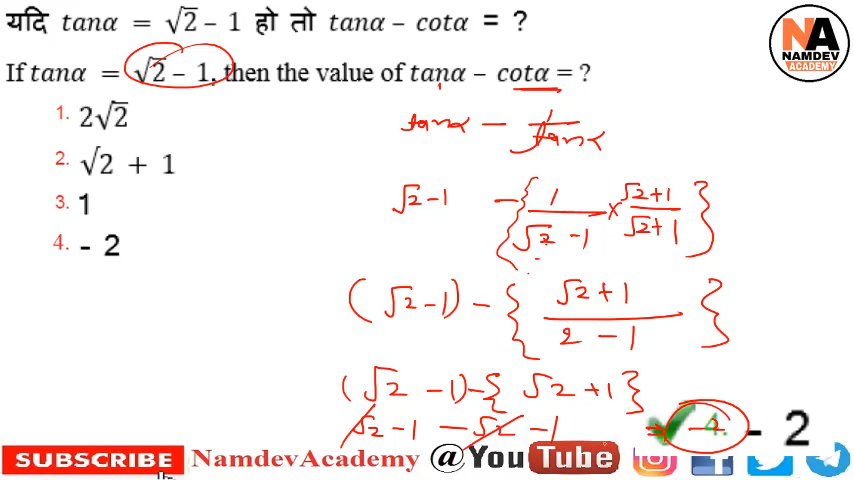 यदि tanα = √2 – 1 हो तो tanα – cotα = ?
If tanα = √2 – 1, then the value of tanα – cotα = ?
1. 2√2
2. √2 + 1
3. 1
4. - 2
NA
NAMDEV
ACADEMY
tanα – 1/tanα
√2 -1 – { 1/(√2 -1) × (√2+1)/(√2+1) }
(√2 -1) – { (√2 +1)/(2 – 1) }
(√2 -1) – { √2 +1 }
√2 -1 – √2 -1 = -2
4. - 2
SUBSCRIBE NamdevAcademy @YouTube